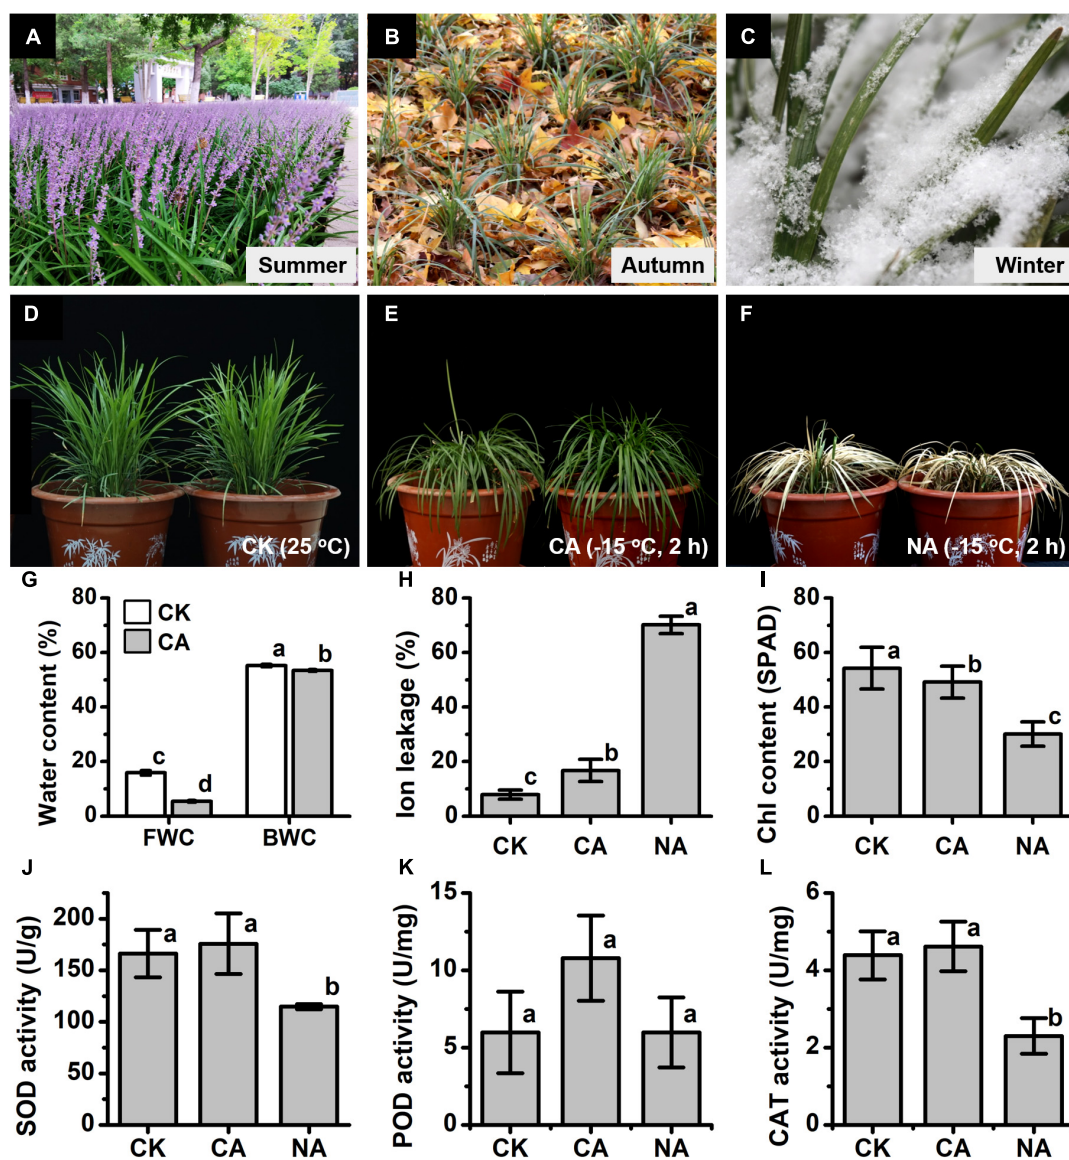 A
B
C
Summer
Autumn
Winter
D
E
F
CK (25 °C)
CA (-15 °C, 2 h)
NA (-15 °C, 2 h)
G
Water content (%)
80
60
40
20
0
CK
CA
c
d
a
b
FWC
BWC
H
Ion leakage (%)
80
60
40
20
0
c
b
a
CK
CA
NA
I
Chl content (SPAD)
80
60
40
20
0
a
b
c
CK
CA
NA
J
SOD activity (U/g)
200
150
100
50
0
a
a
b
CK
CA
NA
K
POD activity (U/mg)
15
10
5
0
a
a
a
CK
CA
NA
L
CAT activity (U/mg)
6
4
2
0
a
a
b
CK
CA
NA